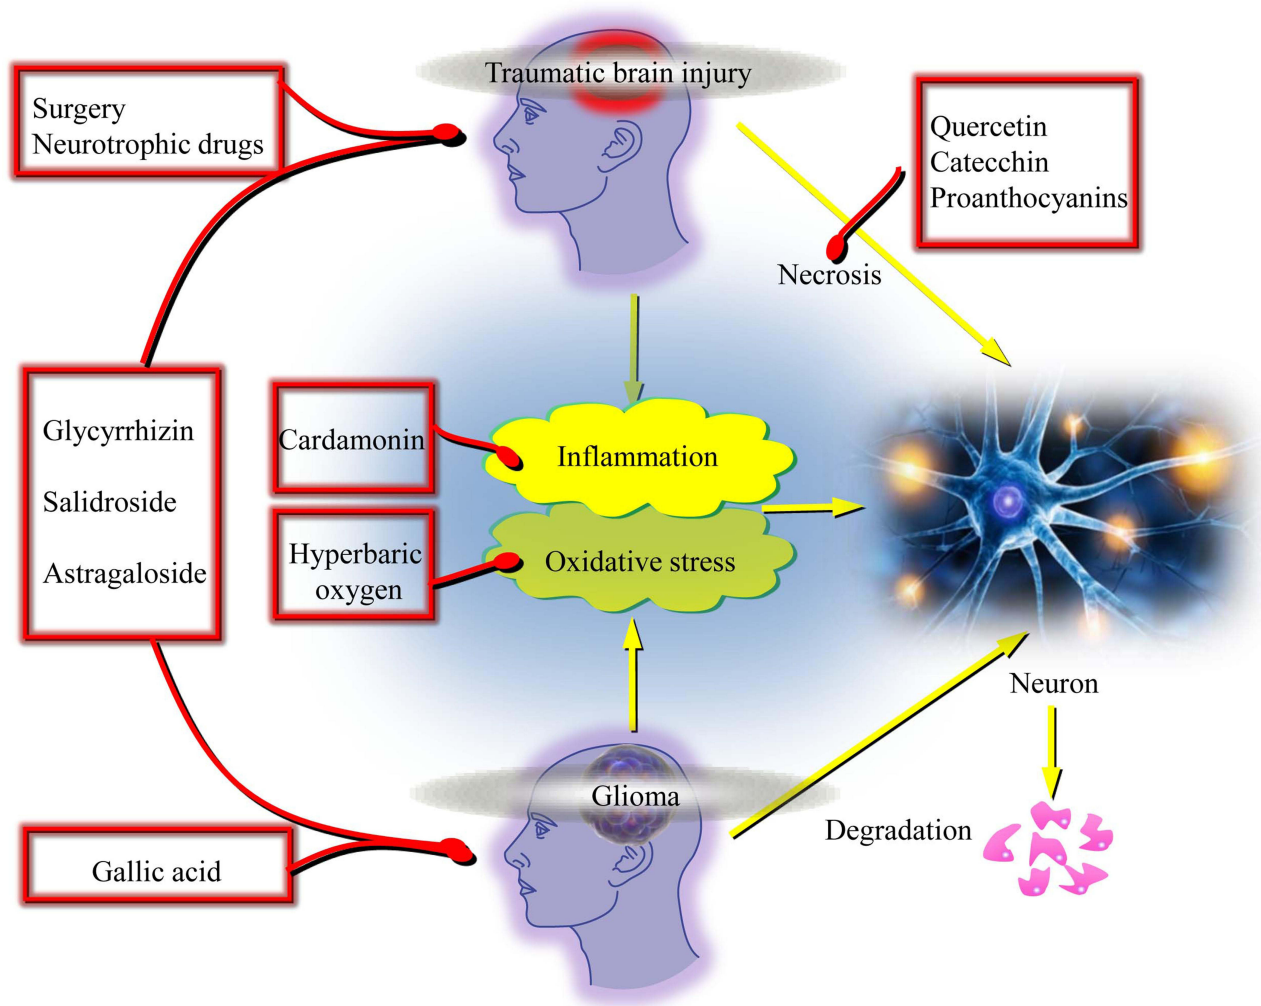 Traumatic brain injury
Surgery
Neurotrophic drugs
Quercetin
Catecchin
Proanthocyanins
Necrosis
Glycyrrhizin
Salidroside
Astragaloside
Cardamonin
Inflammation
Hyperbaric
oxygen
Oxidative stress
Neuron
Glioma
Degradation
Gallic acid